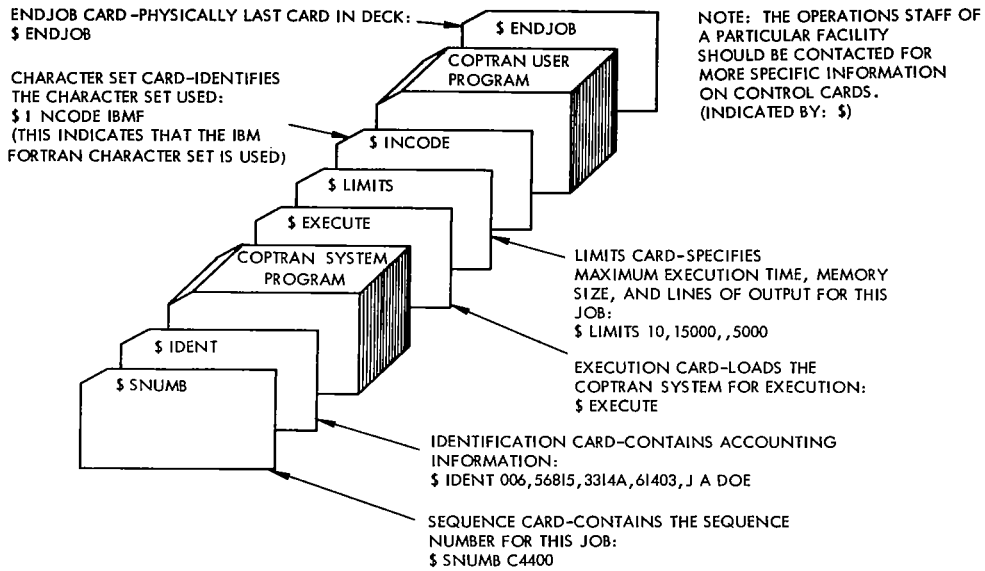 ENDJOB CARD-PHYSICALLY LAST CARD IN DECK:
$ ENDJOB
CHARACTER SET CARD-IDENTIFIES
THE CHARACTER SET USED:
$ 1 NCODE IBMF
(THIS INDICATES THAT THE IBM
FORTRAN CHARACTER SET IS USED)
NOTE: THE OPERATIONS STAFF OF
A PARTICULAR FACILITY
SHOULD BE CONTACTED FOR
MORE SPECIFIC INFORMATION
ON CONTROL CARDS.
(INDICATED BY: $)
$ ENDJOB
COPTRAN USER
PROGRAM
$ INCODE
$ LIMITS
$ EXECUTE
COPTRAN SYSTEM
PROGRAM
$ IDENT
$ SNUMB
LIMITS CARD-SPECIFIES
MAXIMUM EXECUTION TIME, MEMORY
SIZE, AND LINES OF OUTPUT FOR THIS
JOB:
$ LIMITS 10,15000,,5000
EXECUTION CARD-LOADS THE
COPTRAN SYSTEM FOR EXECUTION:
$ EXECUTE
IDENTIFICATION CARD-CONTAINS ACCOUNTING
INFORMATION:
$ IDENT 006,56815,3314A,61403,J A DOE
SEQUENCE CARD-CONTAINS THE SEQUENCE
NUMBER FOR THIS JOB:
$ SNUMB C4400